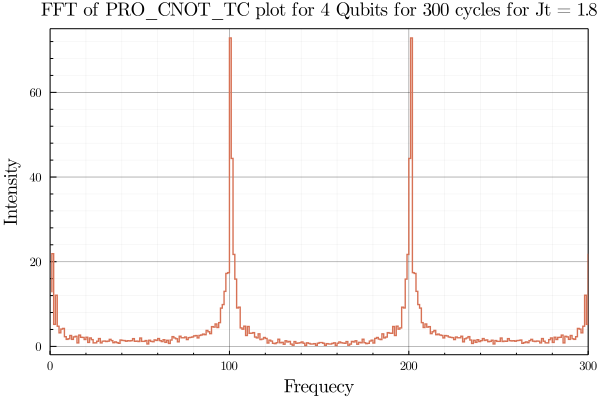 FFT of PRO_CNOT_TC plot for 4 Qubits for 300 cycles for Jt = 1.8
Intensity
60
40
20
0
0 100 200 300
Frequecy